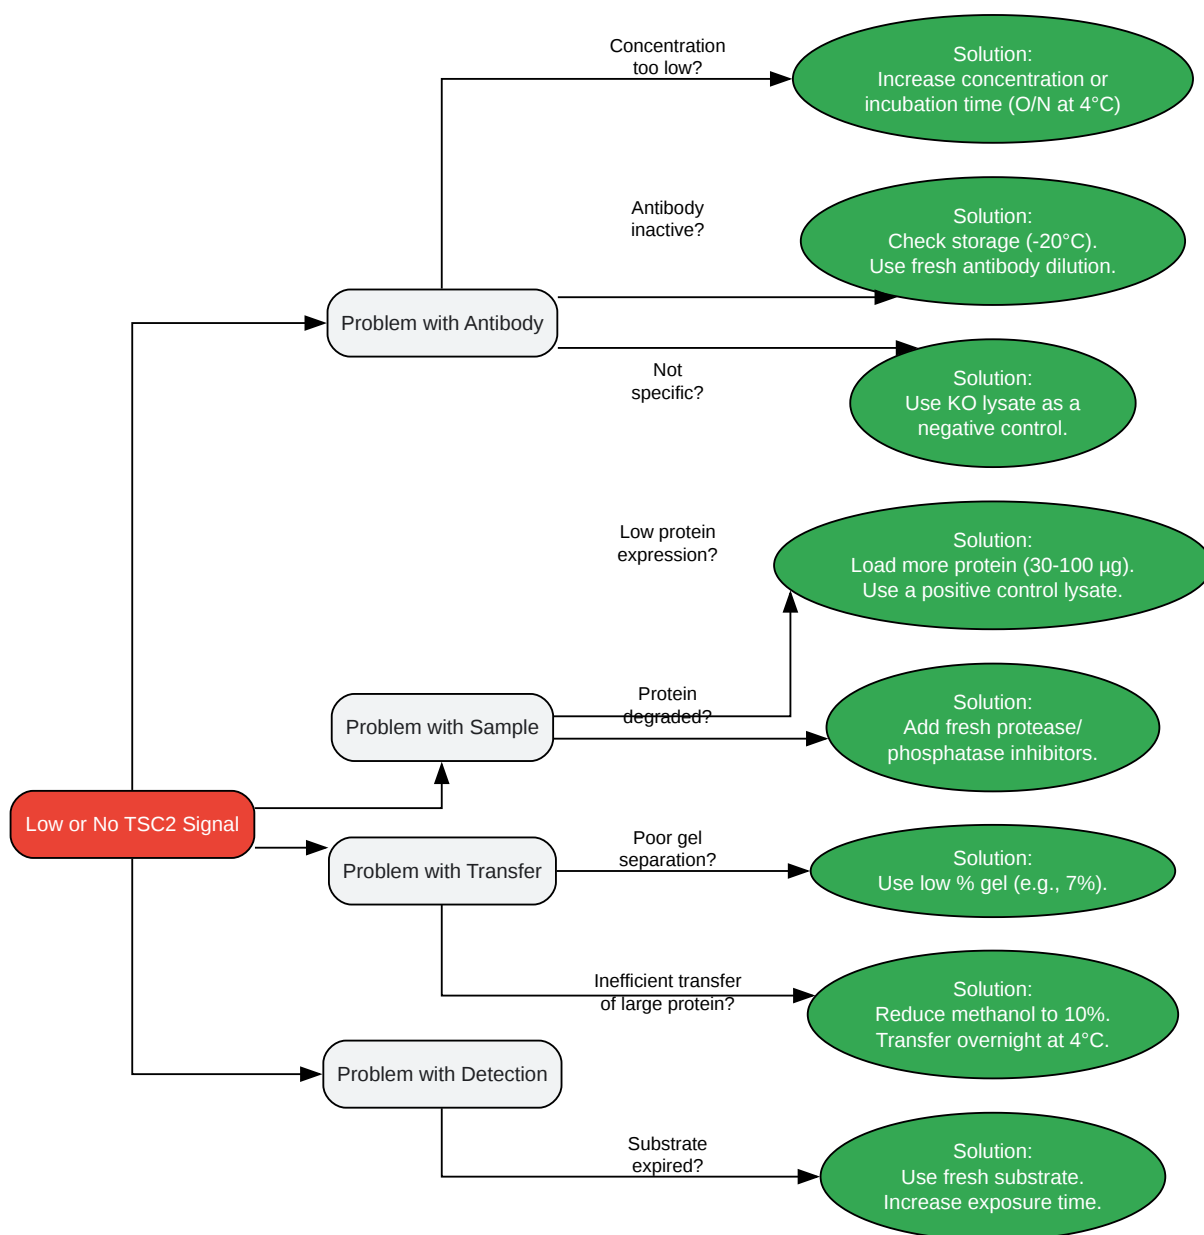 Concentration
too low?
Solution:
Increase concentration or
incubation time (O/N at 4°C)
Antibody
inactive?
Solution:
Check storage (-20°C).
Use fresh antibody dilution.
Problem with Antibody
Not
specific?
Solution:
Use KO lysate as a
negative control.
Low protein
expression?
Solution:
Load more protein (30-100 µg).
Use a positive control lysate.
Problem with Sample
Protein
degraded?
Solution:
Add fresh protease/
phosphatase inhibitors.
Low or No TSC2 Signal
Problem with Transfer
Poor gel
separation?
Solution:
Use low % gel (e.g., 7%).
Inefficient transfer
of large protein?
Solution:
Reduce methanol to 10%.
Transfer overnight at 4°C.
Problem with Detection
Substrate
expired?
Solution:
Use fresh substrate.
Increase exposure time.